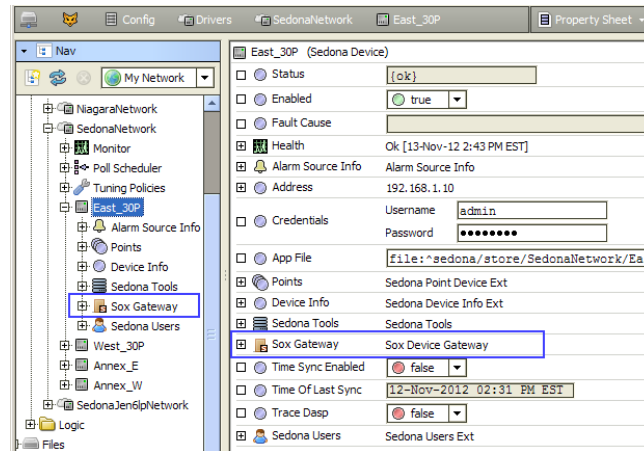 Config Drivers SedonaNetwork East_30P Property Sheet
Nav
My Network
NiagaraNetwork
SedonaNetwork
Monitor
Poll Scheduler
Tuning Policies
East_30P
Alarm Source Info
Points
Device Info
Sedona Tools
Sox Gateway
Sedona Users
West_30P
Annex_E
Annex_W
SedonaJen6lpNetwork
Logic
Files
East_30P (Sedona Device)
Status {ok}
Enabled true
Fault Cause
Health Ok [13-Nov-12 2:43 PM EST]
Alarm Source Info Alarm Source Info
Address 192.168.1.10
Credentials
Username admin
Password
App File file:^sedona/store/SedonaNetwork/Ea
Points Sedona Point Device Ext
Device Info Sedona Device Info Ext
Sedona Tools Sedona Tools
Sox Gateway Sox Device Gateway
Time Sync Enabled false
Time Of Last Sync 12-Nov-2012 02:31 PM EST
Trace Dasp false
Sedona Users Sedona Users Ext